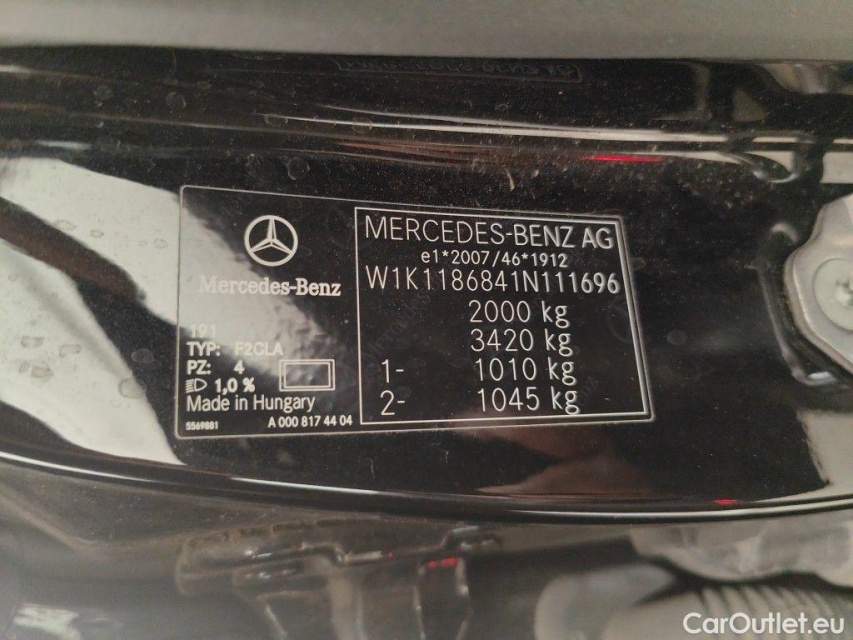 Mercedes-Benz
191
TYP: F2CLA
PZ: 4
1,0 %
Made in Hungary
5569881
A 000 817 44 04
MERCEDES-BENZ AG
e1*2007/46*1912
W1K1186841N111696
2000 kg
3420 kg
1- 1010 kg
2- 1045 kg
CarOutlet.eu